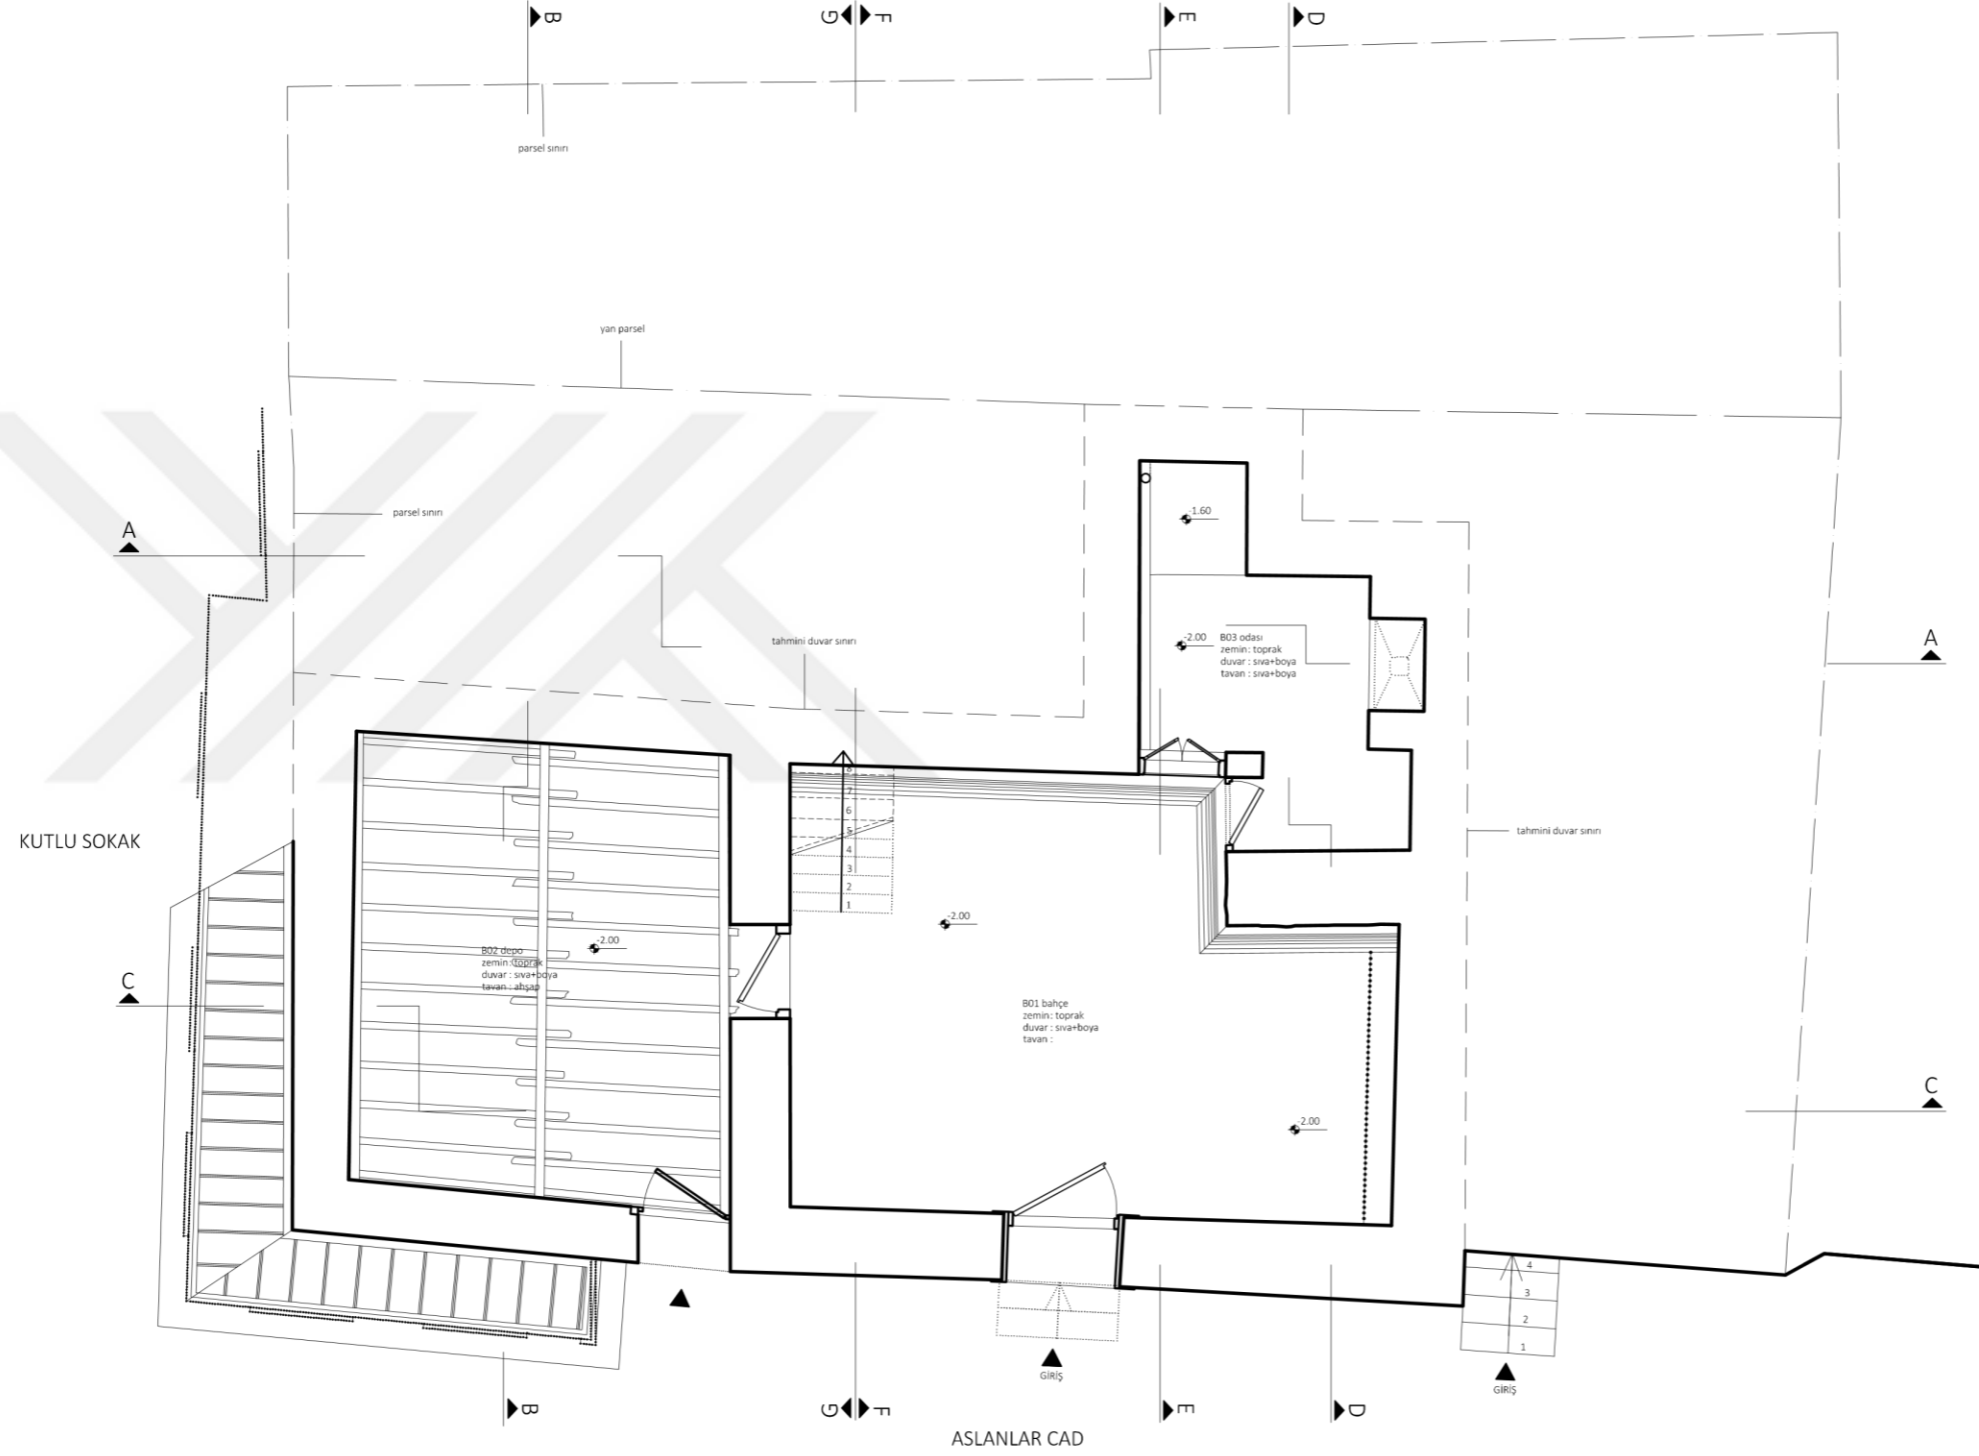 B
G
F
E
D
parsel sınırı
yan parsel
parsel sınırı
A
-1.60
tahmini duvar sınırı
-2.00
B03 odası
zemin: toprak
duvar : sıva+boya
tavan : sıva+boya
A
8
7
6
5
4
3
2
1
KUTLU SOKAK
tahmini duvar sınırı
-2.00
-2.00
B02 depo
zemin: toprak
duvar : sıva+boya
tavan : ahşap
C
B01 bahçe
zemin: toprak
duvar : sıva+boya
tavan :
C
-2.00
4
3
2
1
GİRİŞ
GİRİŞ
B
G
F
E
D
ASLANLAR CAD